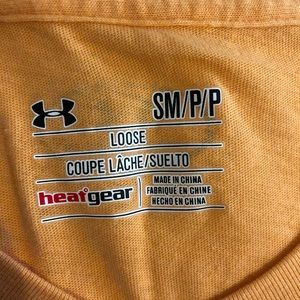 SM/P/P
LOOSE
COUPE LÂCHE/SUELTO
heatgear
MADE IN CHINA
FABRIQUÉ EN CHINE
HECHO EN CHINA